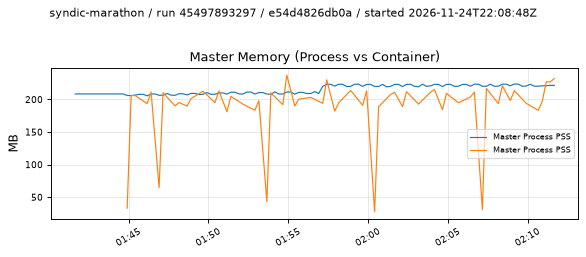 syndic-marathon / run 45497893297 / e54d4826db0a / started 2026-11-24T22:08:48Z
Master Memory (Process vs Container)
MB
200
150
100
50
Master Process PSS
Master Process PSS
01:45
01:50
01:55
02:00
02:05
02:10